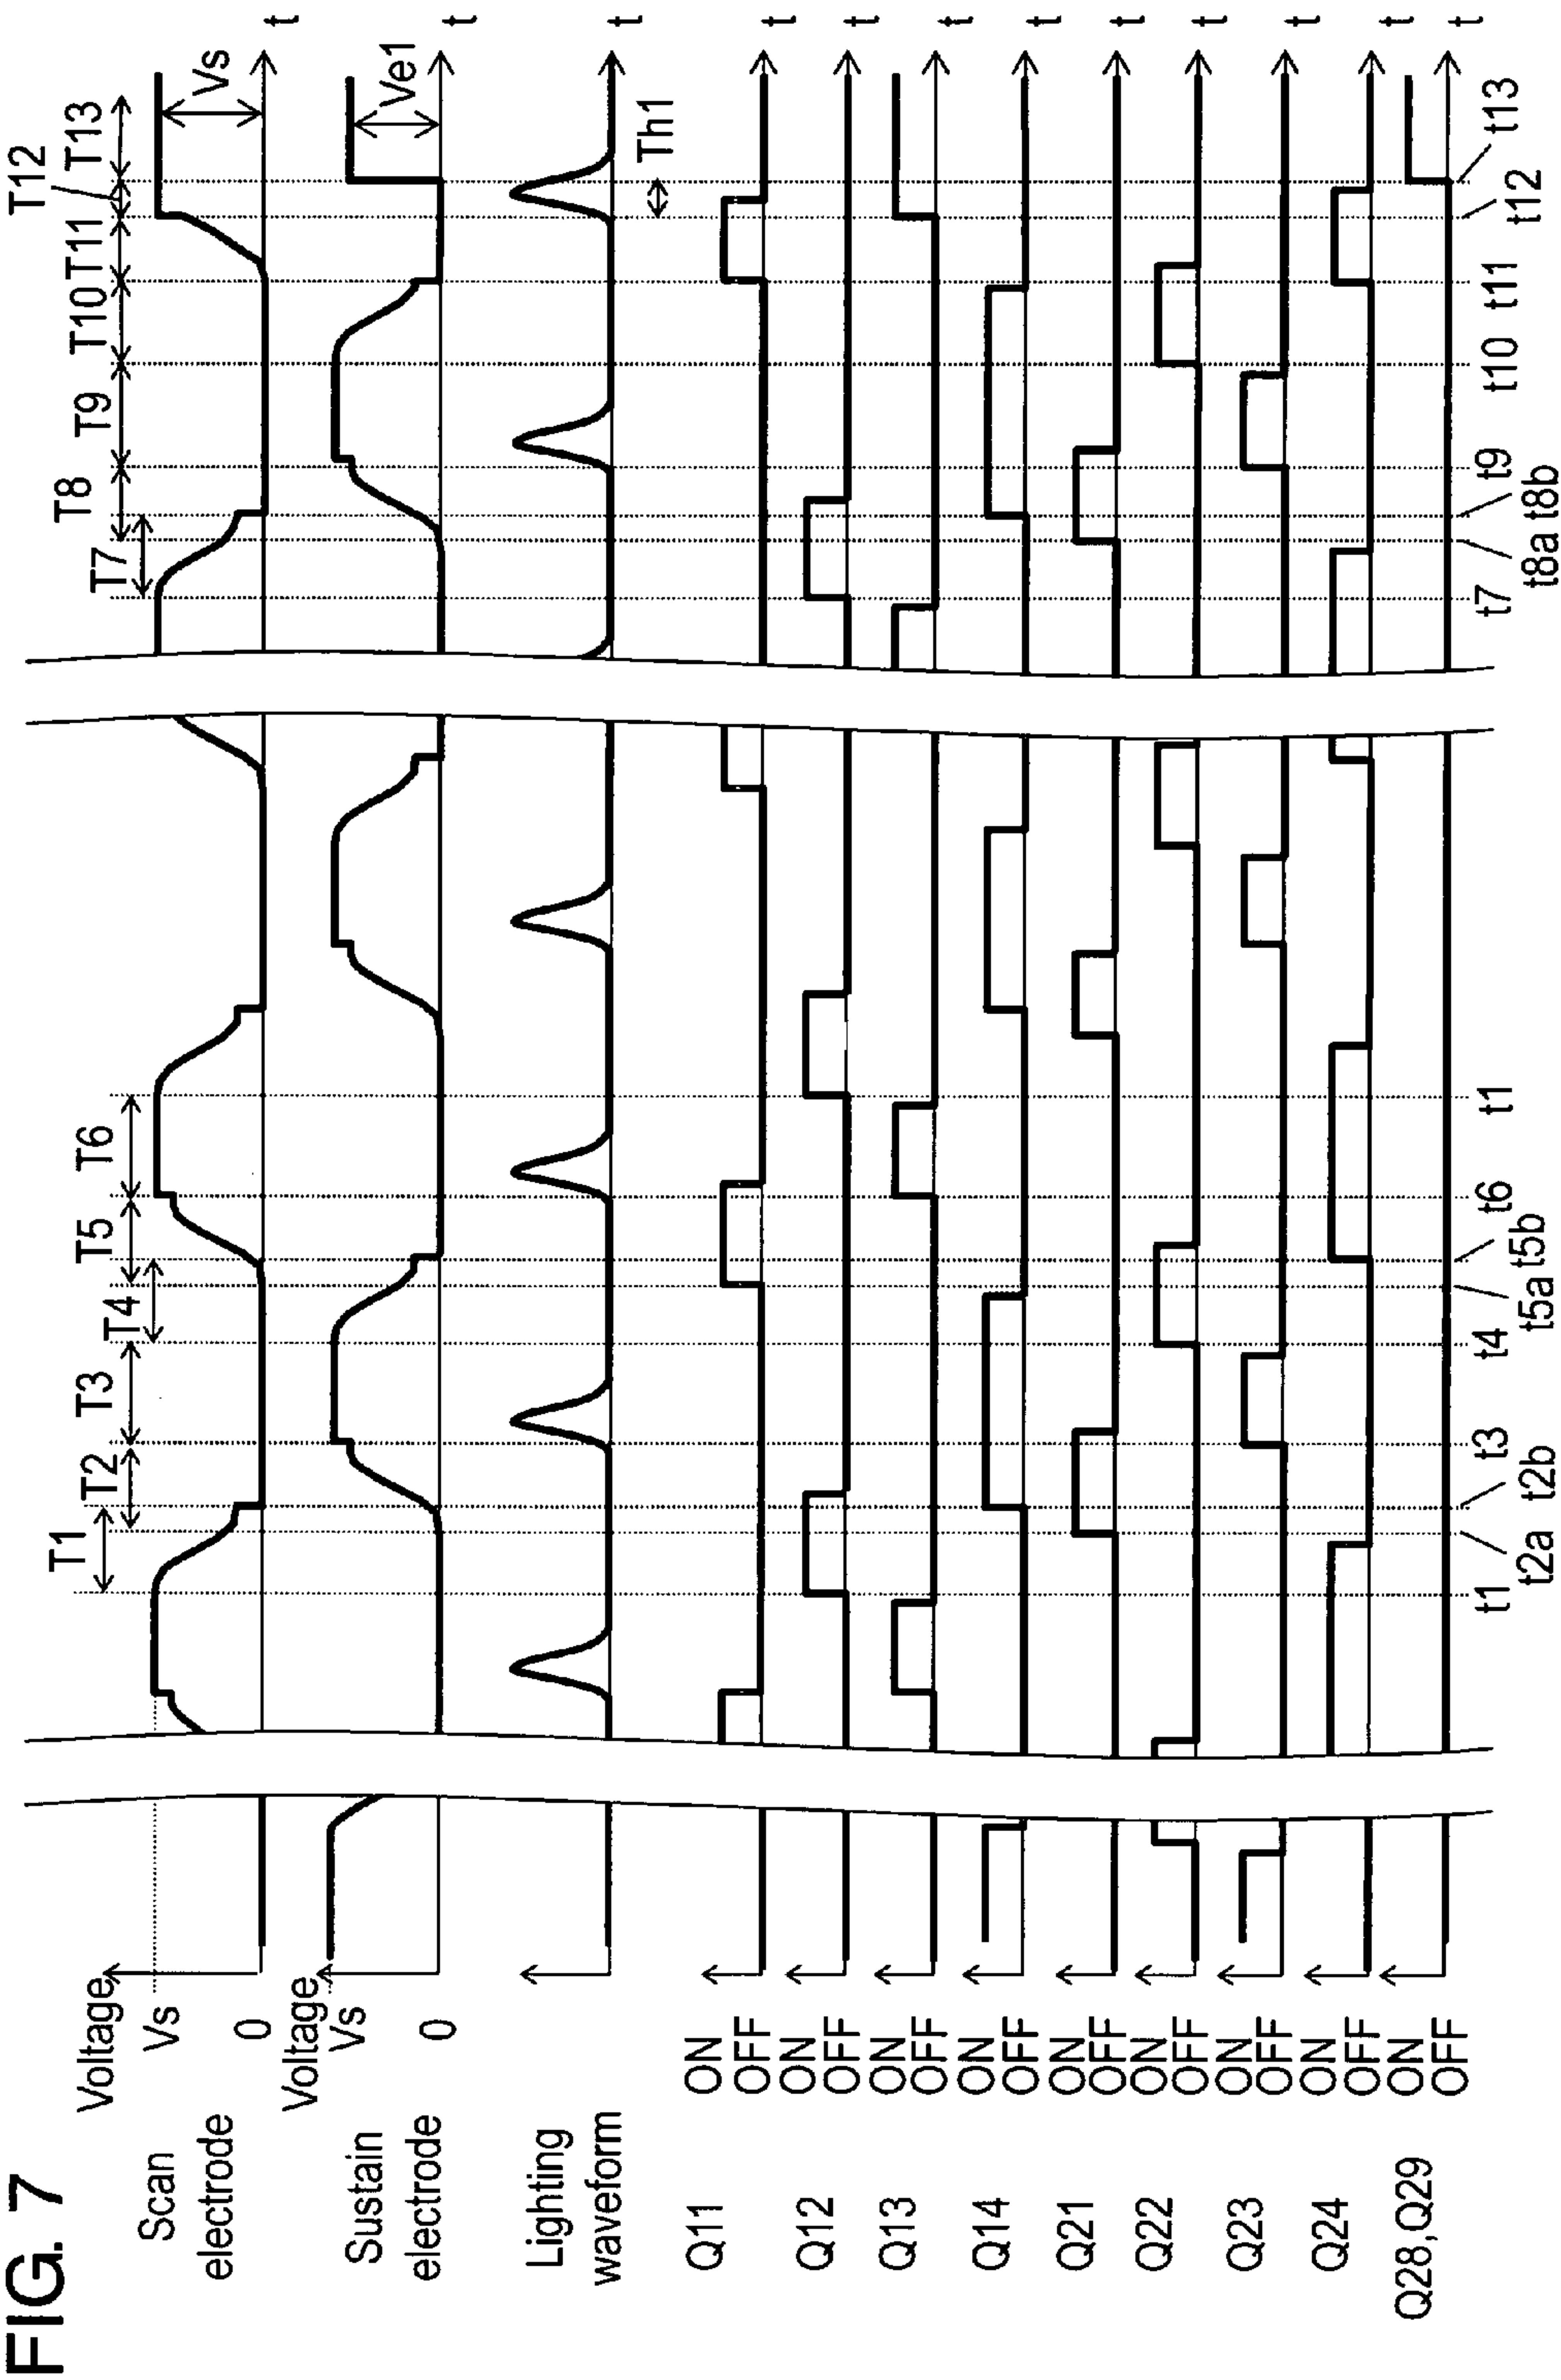 FIG. 7
T12
T1 T2 T3 T4 T5 T6 T7 T8 T9 T10 T11 T13
Voltage
Vs
0
Scan
electrode
Vs
t
Voltage
Vs
0
Sustain
electrode
Ve1
t
Lighting
waveform
Th1
t
Q11
ON
OFF
t
Q12
ON
OFF
t
Q13
ON
OFF
t
Q14
ON
OFF
t
Q21
ON
OFF
t
Q22
ON
OFF
t
Q23
ON
OFF
t
Q24
ON
OFF
t
Q28, Q29
ON
OFF
t
t1 t2b t3 t4 t5b t6 t1 t7 t8b t9 t10 t11 t13
t2a t5a t8a t12